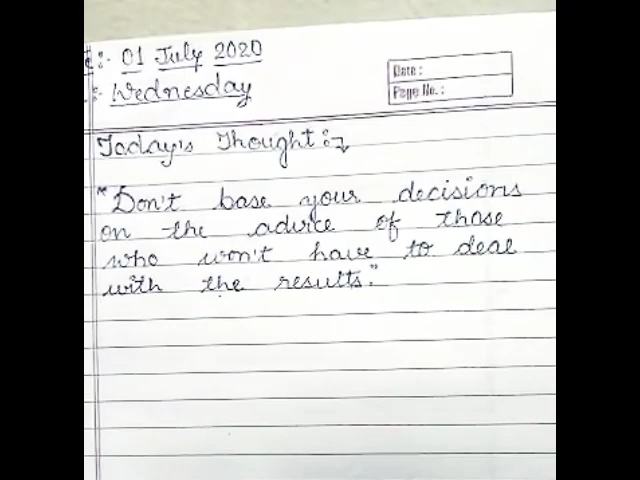 :- 01 July 2020
:- Wednesday
Date :
Page No. :
Today's Thought :-
"Don't base your decisions
on the advice of those
who won't have to deal
with the results."